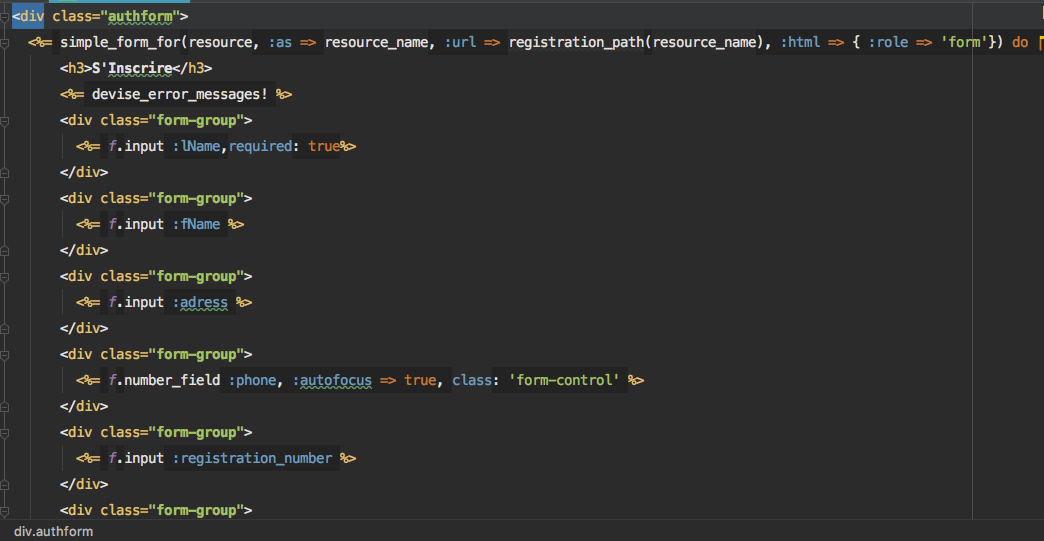 <div class="authform">
<%= simple_form_for(resource, :as => resource_name, :url => registration_path(resource_name), :html => { :role => 'form'}) do
<h3>S'Inscrire</h3>
<%= devise_error_messages! %>
<div class="form-group">
<%= f.input :lName,required: true%>
</div>
<div class="form-group">
<%= f.input :fName %>
</div>
<div class="form-group">
<%= f.input :adress %>
</div>
<div class="form-group">
<%= f.number_field :phone, :autofocus => true, class: 'form-control' %>
</div>
<div class="form-group">
<%= f.input :registration_number %>
</div>
<div class="form-group">
div.authform